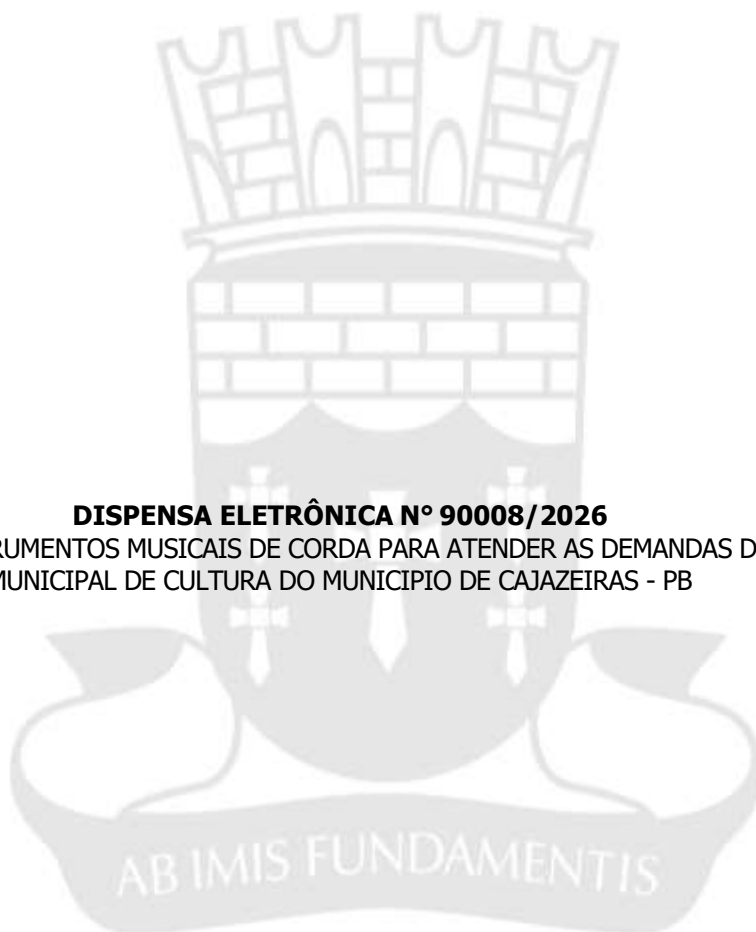 DISPENSA ELETRÔNICA N° 90008/2026
RUMENTOS MUSICAIS DE CORDA PARA ATENDER AS DEMANDAS D
MUNICIPAL DE CULTURA DO MUNICIPIO DE CAJAZEIRAS - PB
AB IMIS FUNDAMENTIS